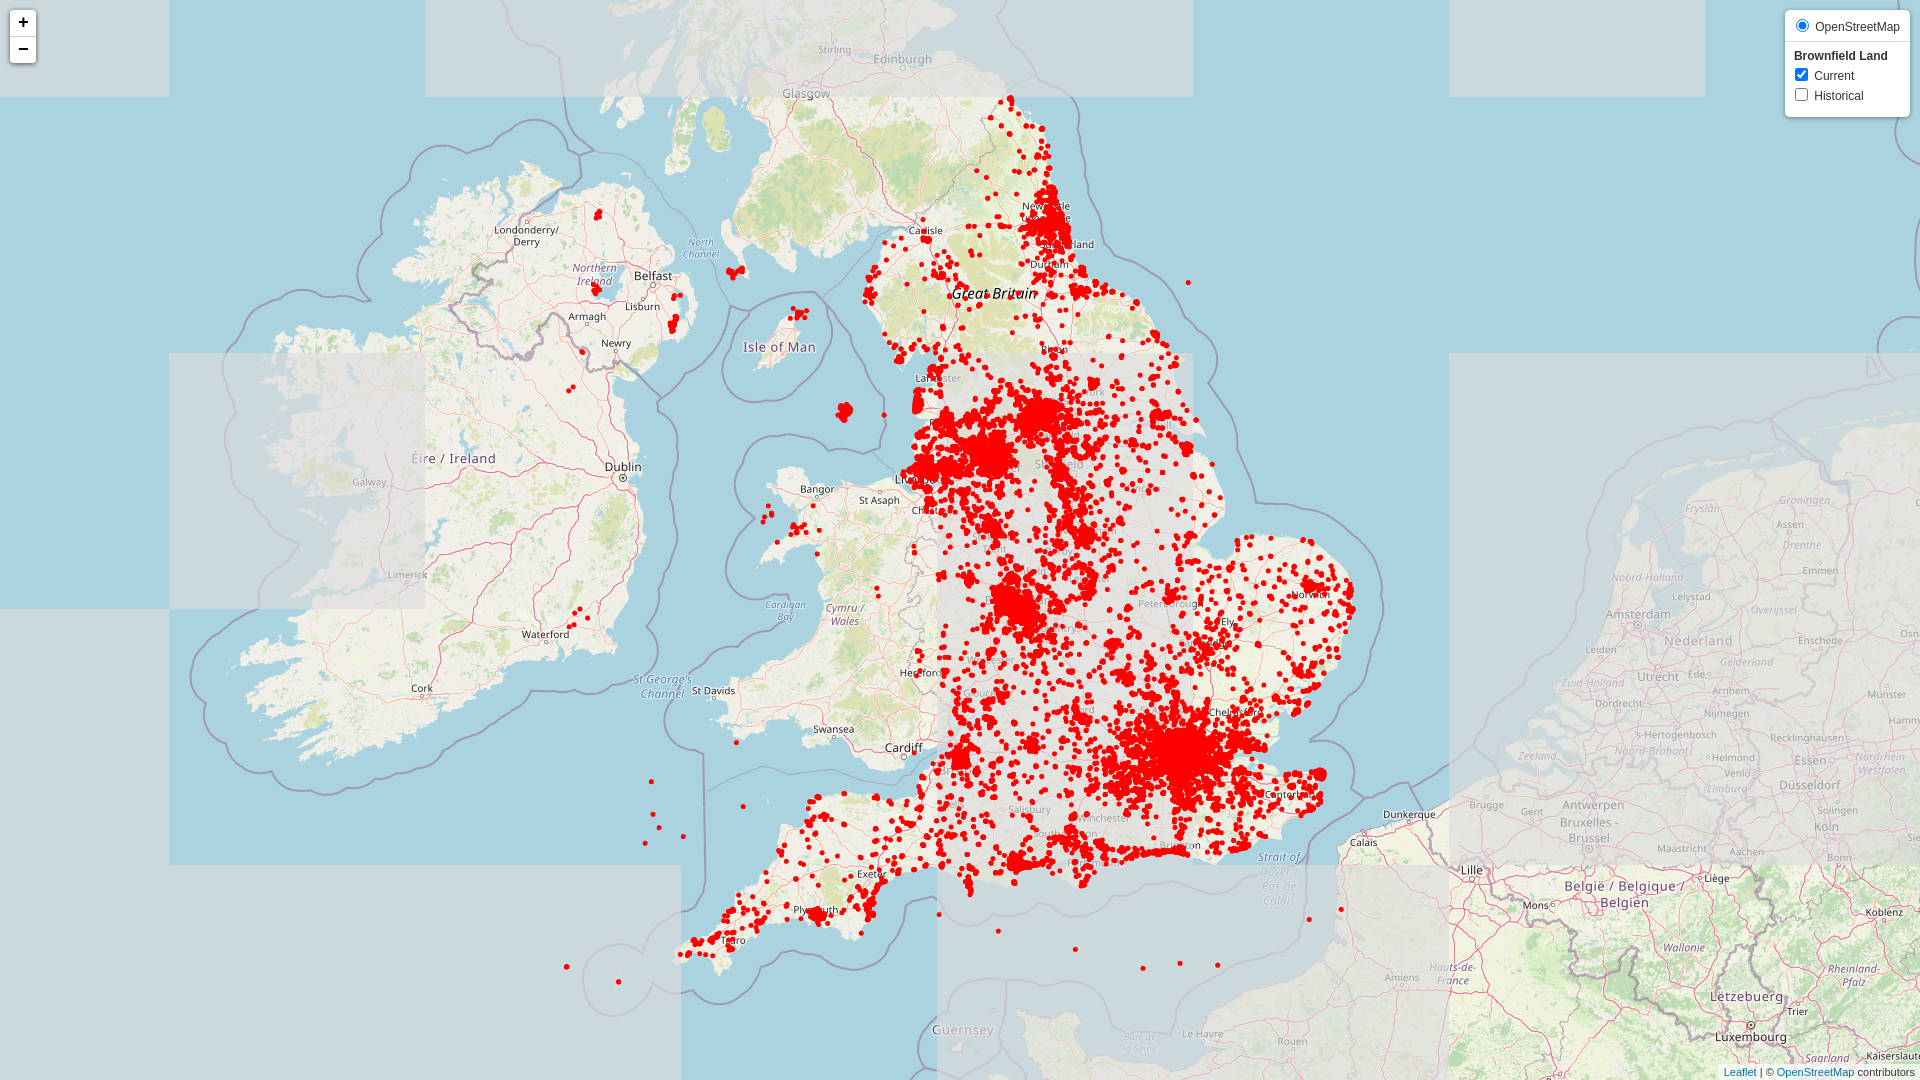 +
−
OpenStreetMap
Brownfield Land
Current
Historical
Stirling
Edinburgh
Glasgow
Londonderry/
Derry
North
Channel
Northern
Ireland
Belfast
Lisburn
Armagh
Newry
Carlisle
Durham
Great Britain
Isle of Man
Ripon
Éire / Ireland
Dublin
Galway
Limerick
Waterford
Cork
St George's
Channel
Bangor
St Asaph
Cardigan
Bay
Cymru /
Wales
St Davids
Swansea
Cardiff
Norwich
Peterborough
Ely
Chelmsford
Salisbury
Winchester
Exeter
Plymouth
Truro
Guernsey
Strait of
Dover /
Pas de
Calais
Dunkerque
Calais
Lille
Amiens
Hauts-de-
France
Le Havre
Rouen
Baie de
la Seine
Groningen
Fryslân
Assen
Drenthe
Emmen
Noord-Holland
Lelystad
Overijssel
Amsterdam
Enschede
Nederland
Leiden
Gelderland
Utrecht
Ede
Zuid-Holland
Arnhem
Münster
Dordrecht
Nijmegen
's-Hertogenbosch
Noord-Brabant
Recklinghausen
Zeeland
Helmond
Essen
Venlo
Limburg
Nordrhein-
Westfalen
Düsseldorf
Brugge
Gent
Antwerpen
Solingen
Bruxelles -
Brussel
Köln
Maastricht
Aachen
Bonn
Liège
België / Belgique /
Belgien
Mons
Koblenz
Wallonie
Rheinland-
Pfalz
Lëtzebuerg
Trier
Luxembourg
Saarland
Leaflet | © OpenStreetMap contributors